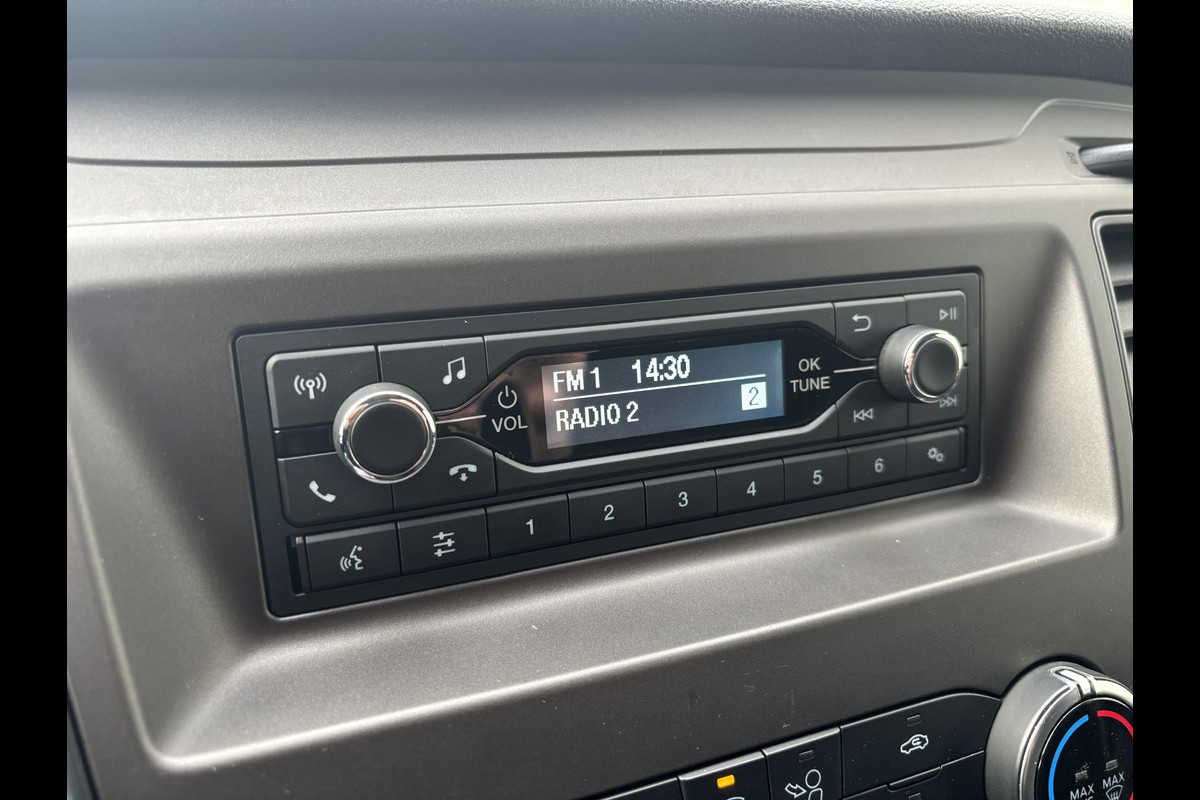 FM 1 14:30
RADIO 2 2
VOL
OK
TUNE
1 2 3 4 5 6
MAX MAX